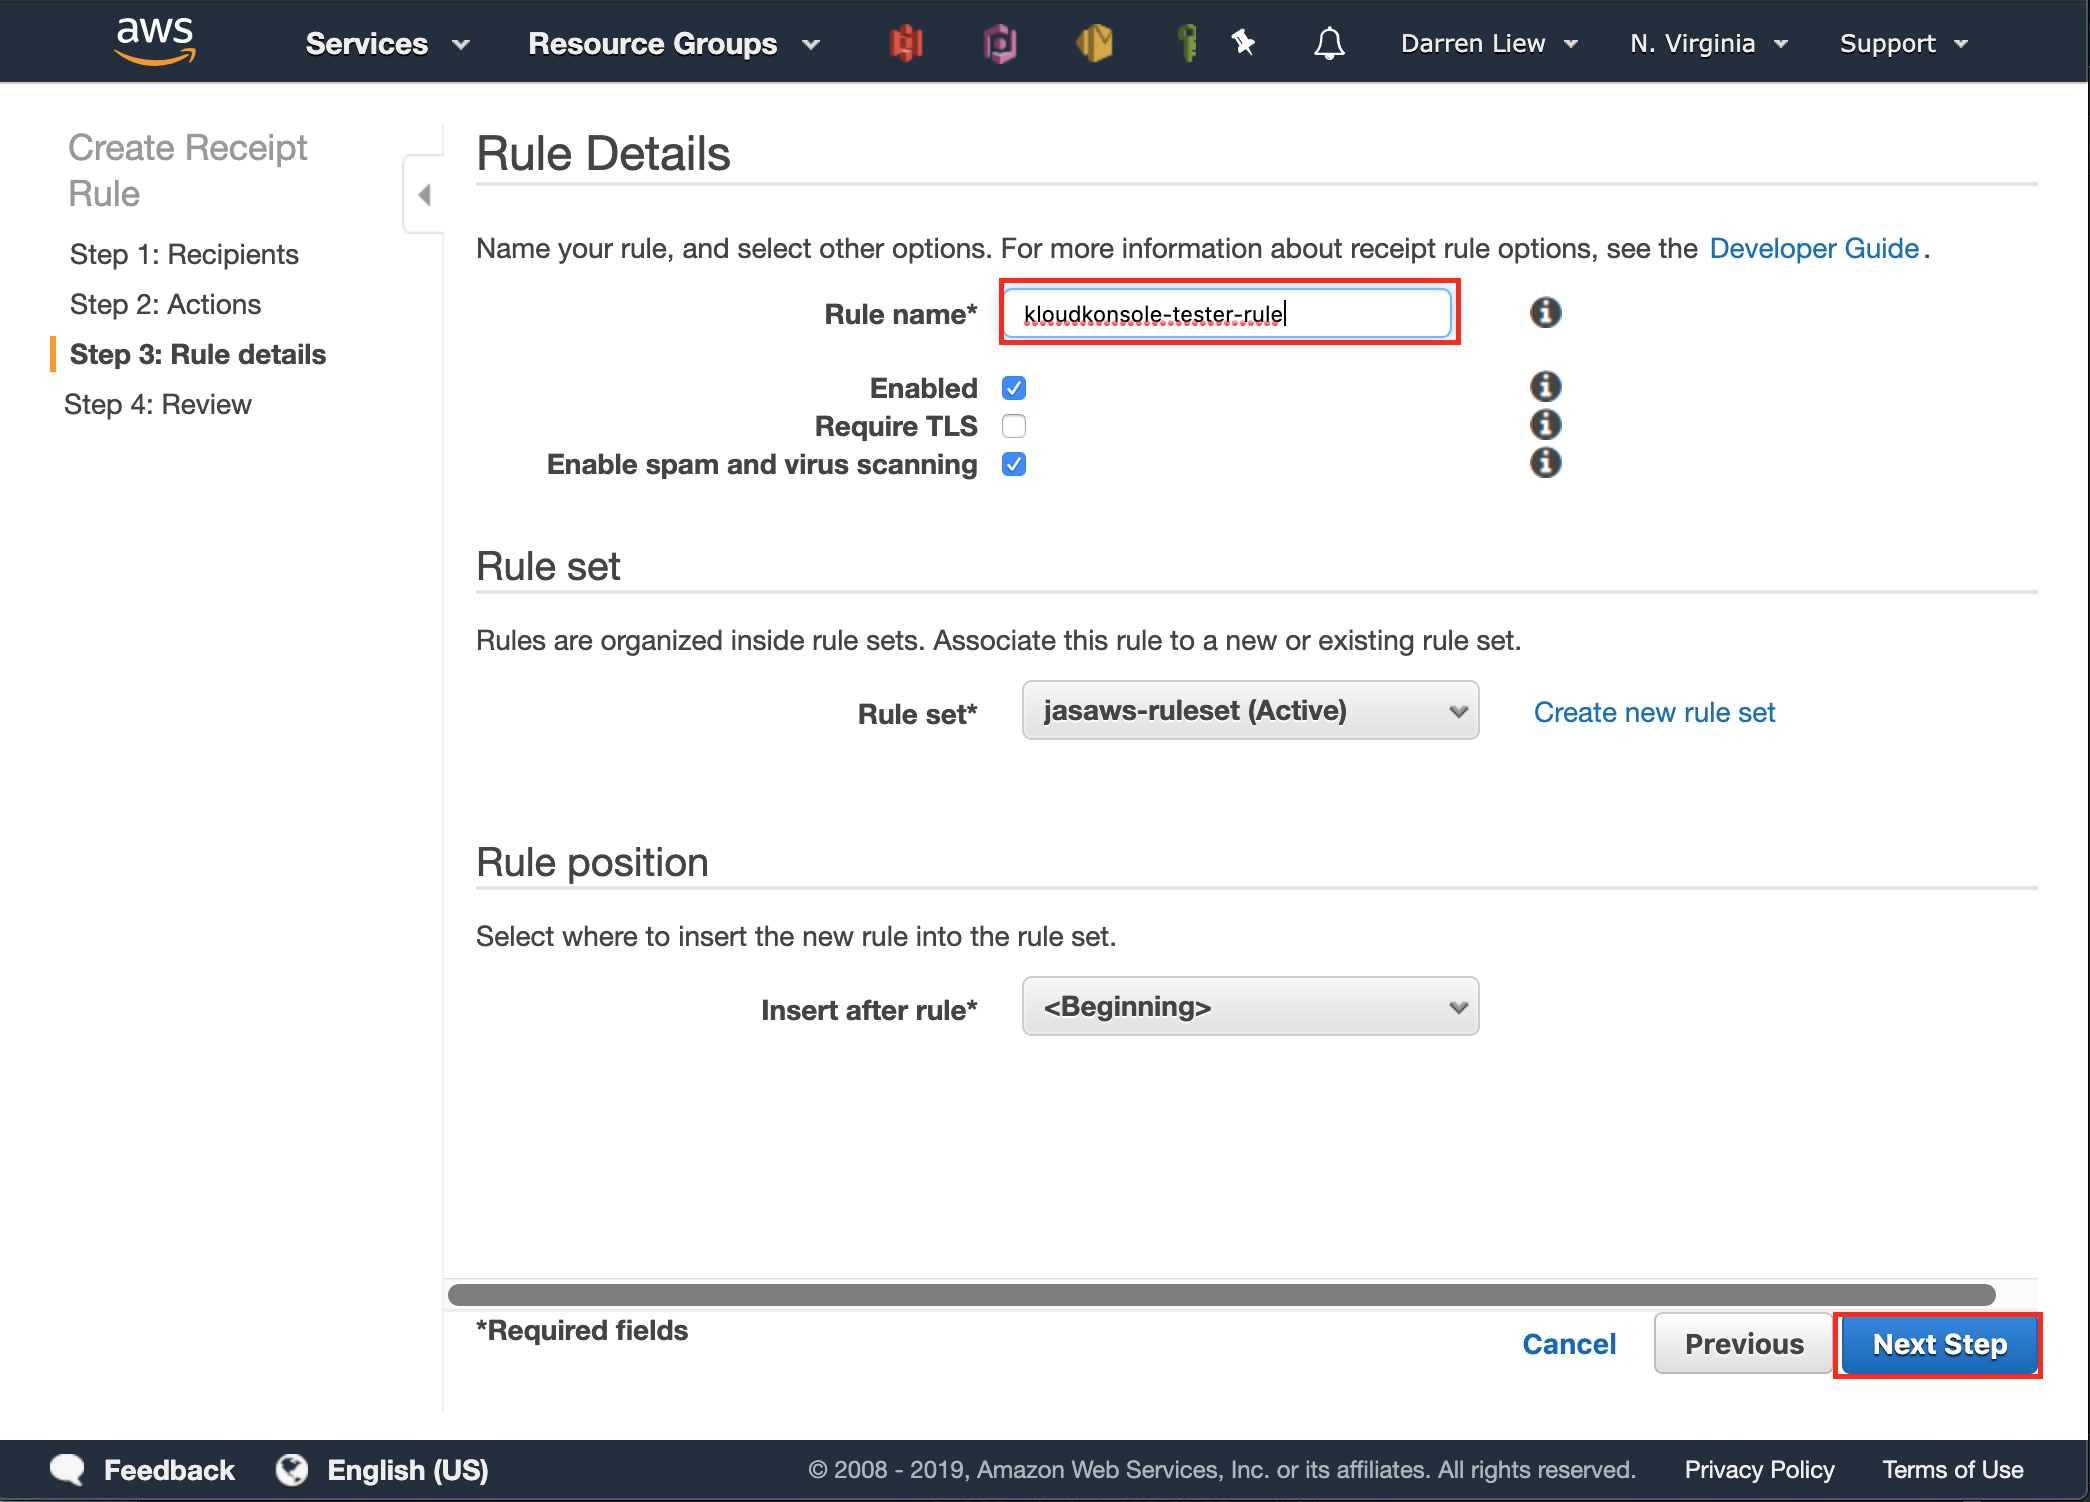 aws Services Resource Groups Darren Liew N. Virginia Support
Create Receipt
Rule
Step 1: Recipients
Step 2: Actions
Step 3: Rule details
Step 4: Review
Rule Details
Name your rule, and select other options. For more information about receipt rule options, see the Developer Guide.
Rule name* kloudkonsole-tester-rule
Enabled
Require TLS
Enable spam and virus scanning
Rule set
Rules are organized inside rule sets. Associate this rule to a new or existing rule set.
Rule set* jasaws-ruleset (Active) Create new rule set
Rule position
Select where to insert the new rule into the rule set.
Insert after rule* <Beginning>
*Required fields
Cancel Previous Next Step
Feedback English (US) © 2008 - 2019, Amazon Web Services, Inc. or its affiliates. All rights reserved. Privacy Policy Terms of Use